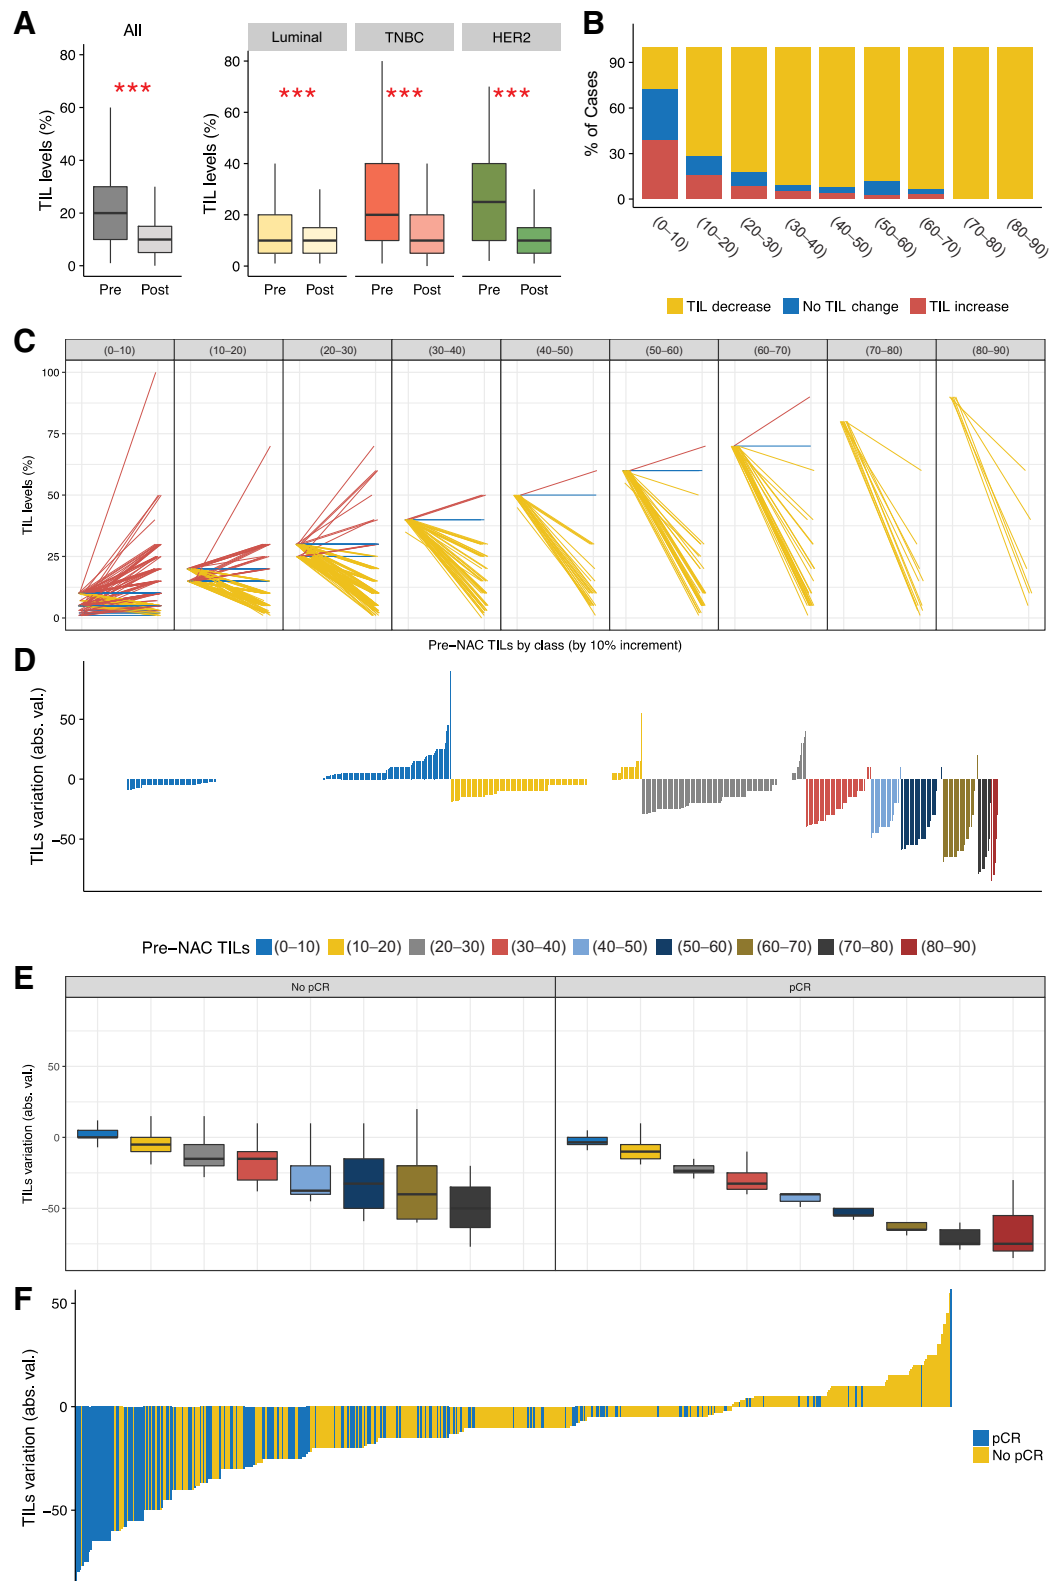 A
All
TIL levels (%)
80
60
40
20
0
***
Pre Post
Luminal TNBC HER2
TIL levels (%)
80
60
40
20
0
*** *** ***
Pre Post Pre Post Pre Post
B
% of Cases
90
60
30
0
(0–10) (10–20) (20–30) (30–40) (40–50) (50–60) (60–70) (70–80) (80–90)
TIL decrease No TIL change TIL increase
C
(0–10) (10–20) (20–30) (30–40) (40–50) (50–60) (60–70) (70–80) (80–90)
TIL levels (%)
100
75
50
25
0
Pre–NAC TILs by class (by 10% increment)
D
TILs variation (abs. val.)
50
0
−50
Pre–NAC TILs (0–10) (10–20) (20–30) (30–40) (40–50) (50–60) (60–70) (70–80) (80–90)
E
No pCR pCR
TILs variation (abs. val.)
50
0
−50
F
TILs variation (abs. val.)
50
0
−50
pCR
No pCR